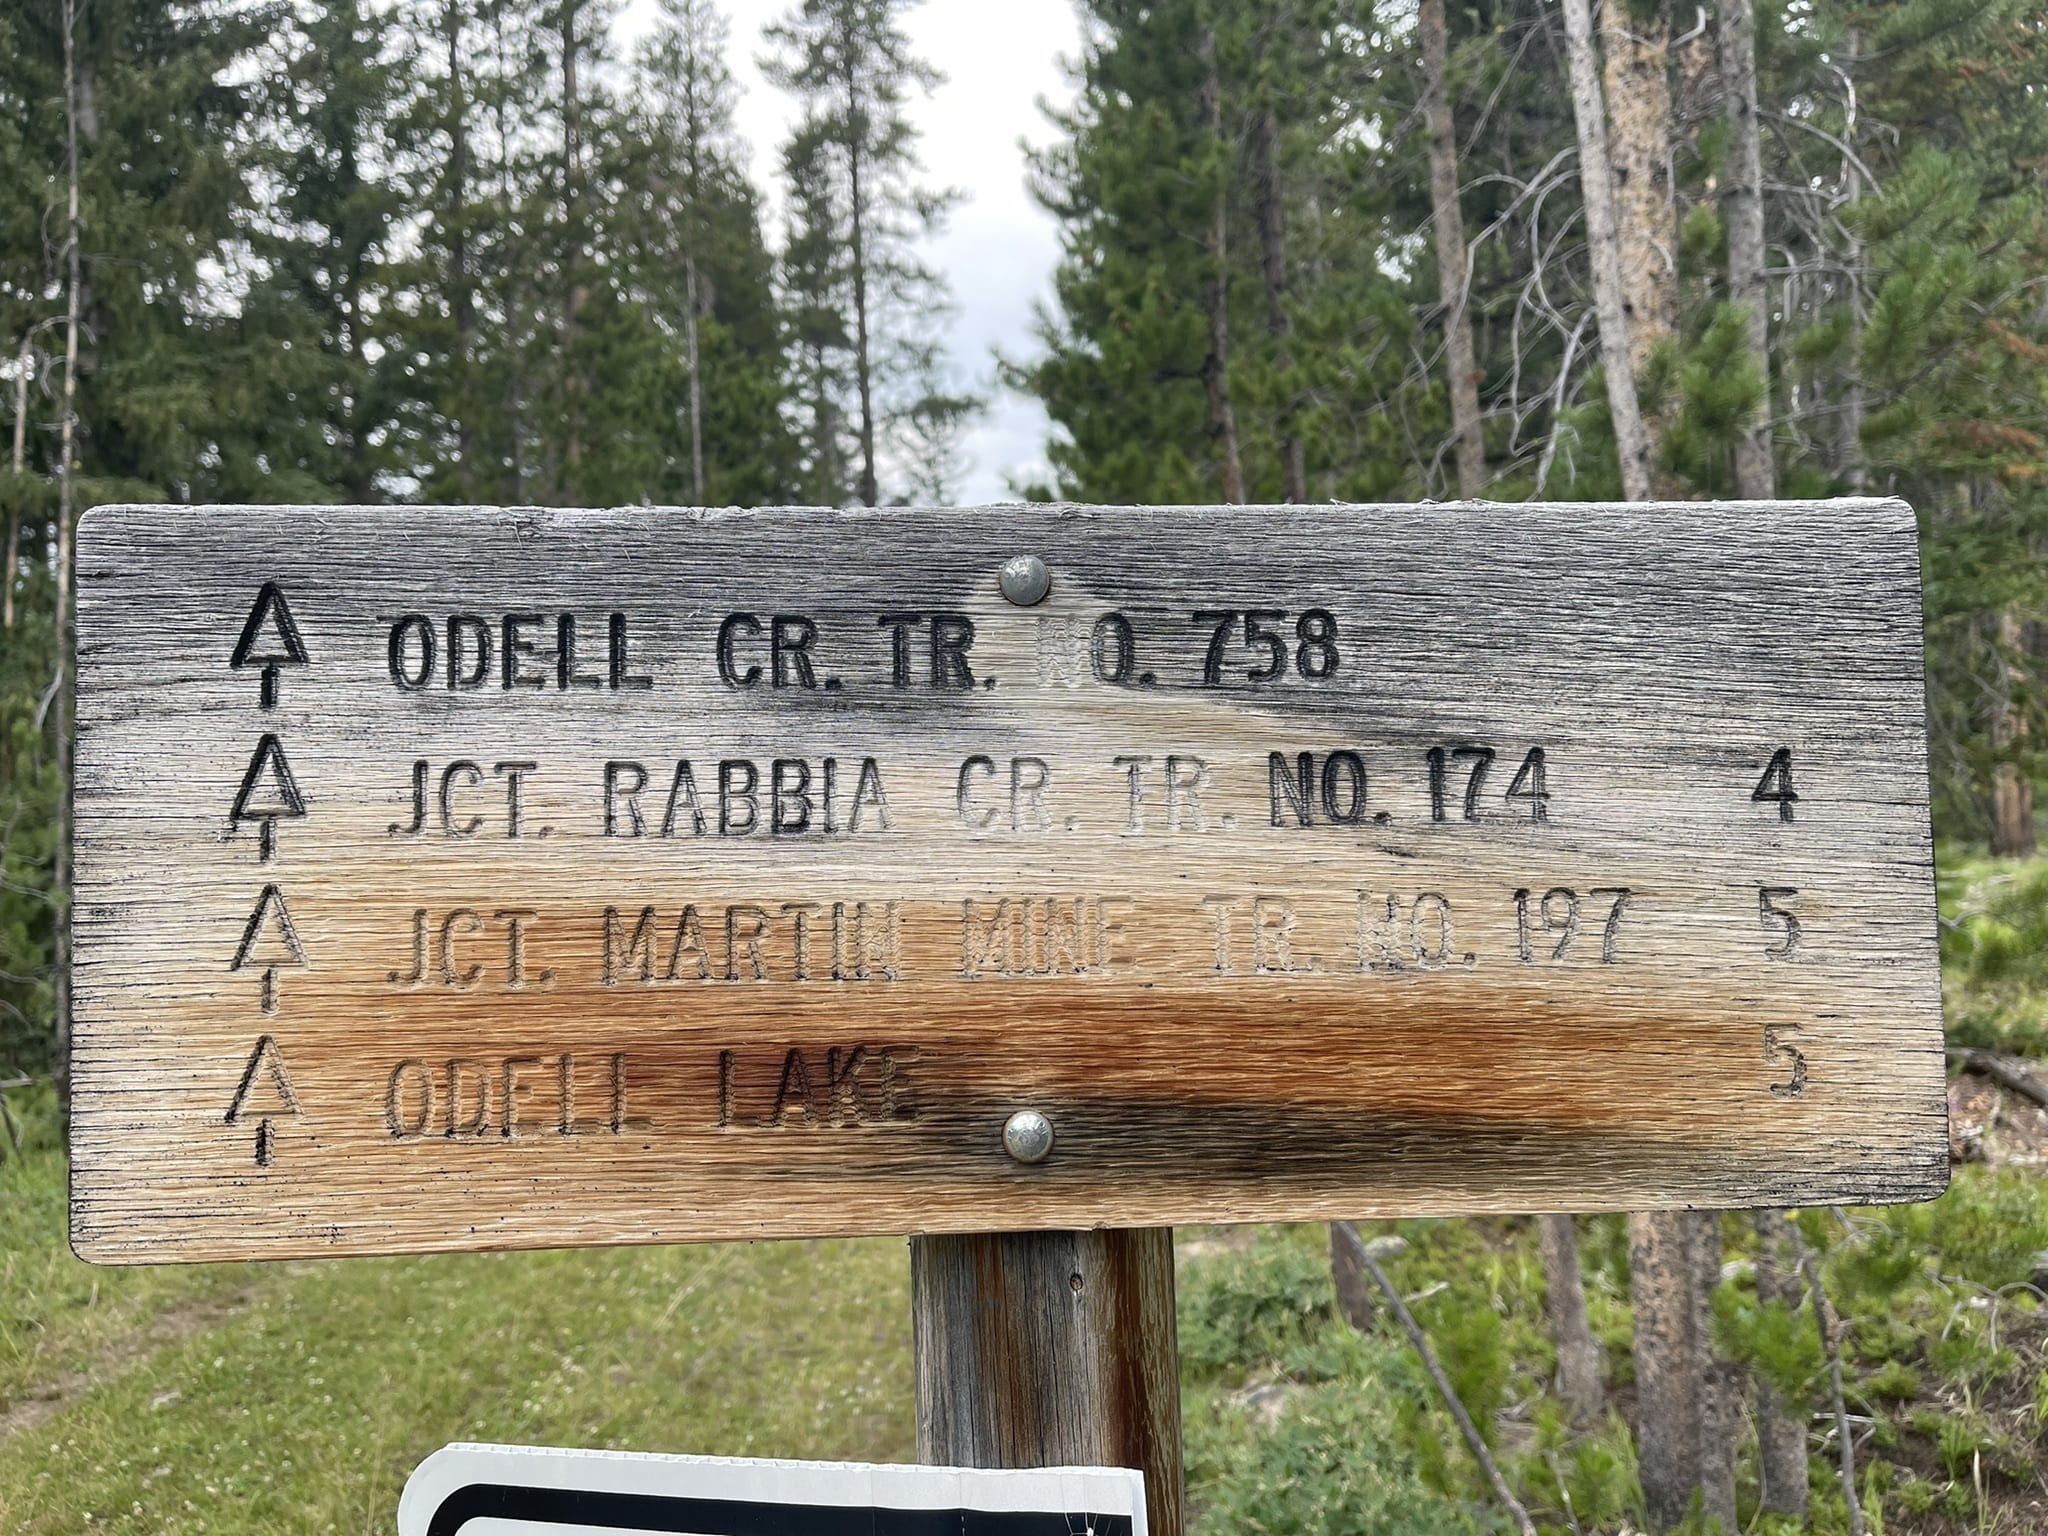 ODELL CR. TR. NO. 758
JCT. RABBIA CR. TR. NO. 174 4
JCT. MARTIN MINE TR. NO. 197 5
ODELL LAKE 5